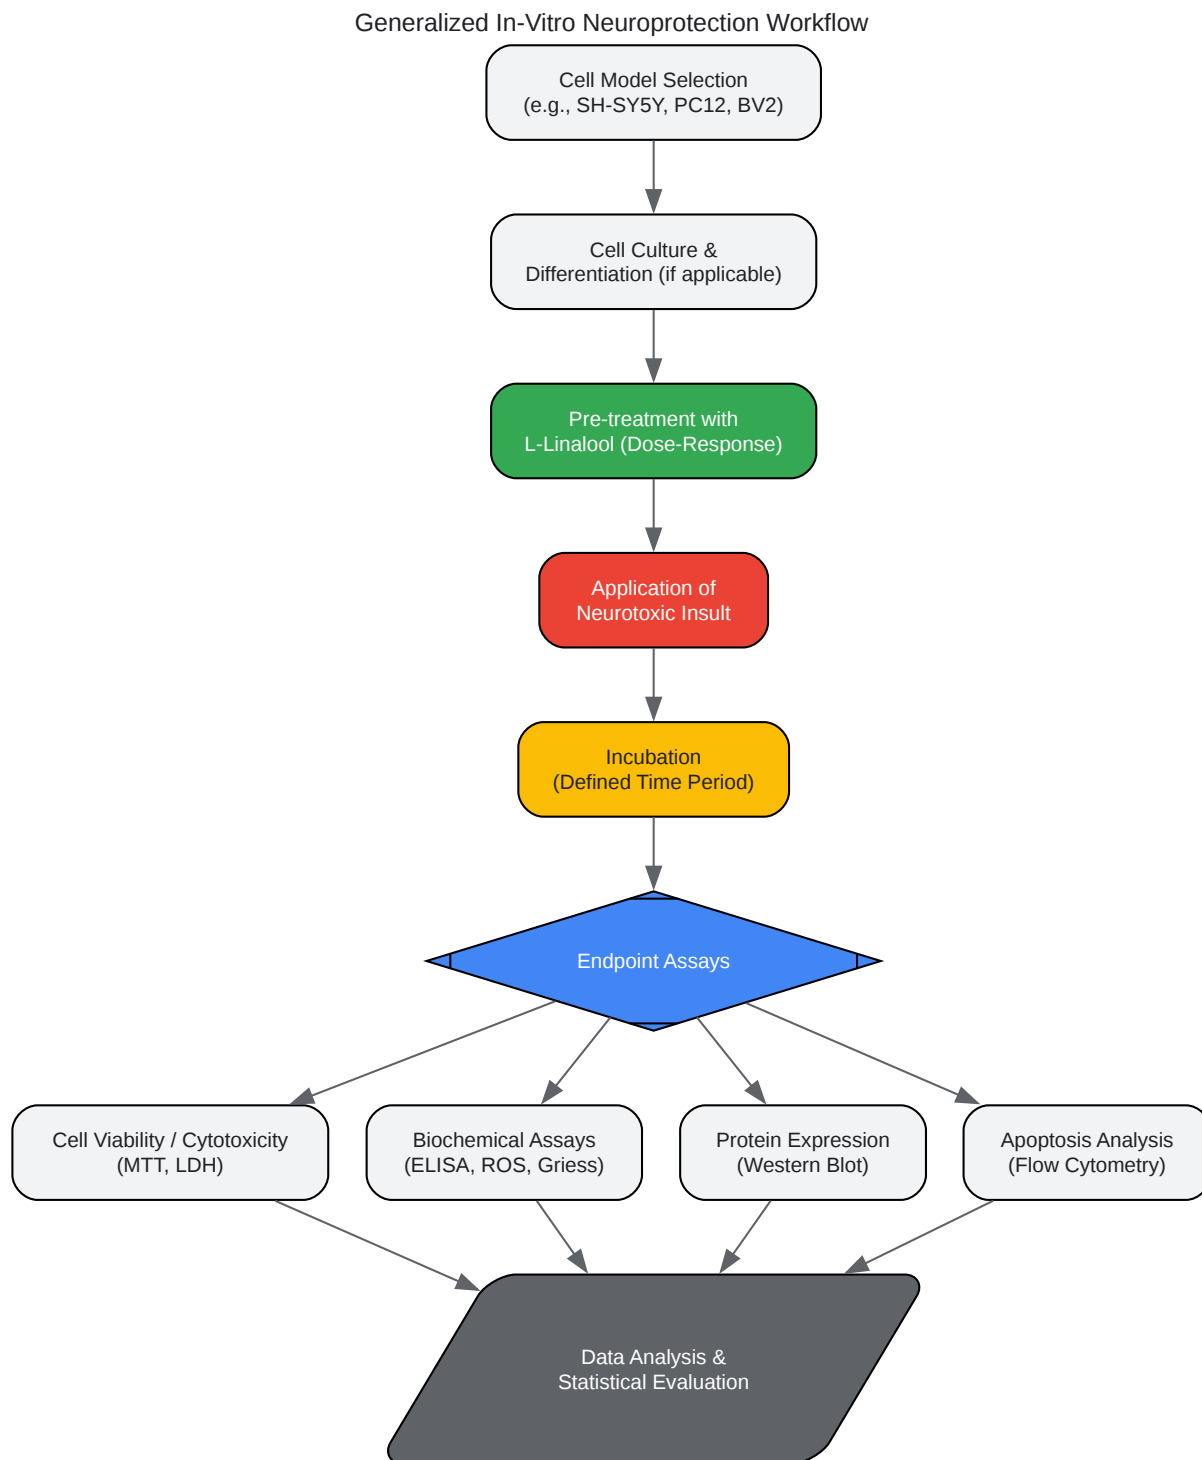 Generalized In-Vitro Neuroprotection Workflow
Cell Model Selection
(e.g., SH-SY5Y, PC12, BV2)
Cell Culture &
Differentiation (if applicable)
Pre-treatment with
L-Linalool (Dose-Response)
Application of
Neurotoxic Insult
Incubation
(Defined Time Period)
Endpoint Assays
Cell Viability / Cytotoxicity
(MTT, LDH)
Biochemical Assays
(ELISA, ROS, Griess)
Protein Expression
(Western Blot)
Apoptosis Analysis
(Flow Cytometry)
Data Analysis &
Statistical Evaluation